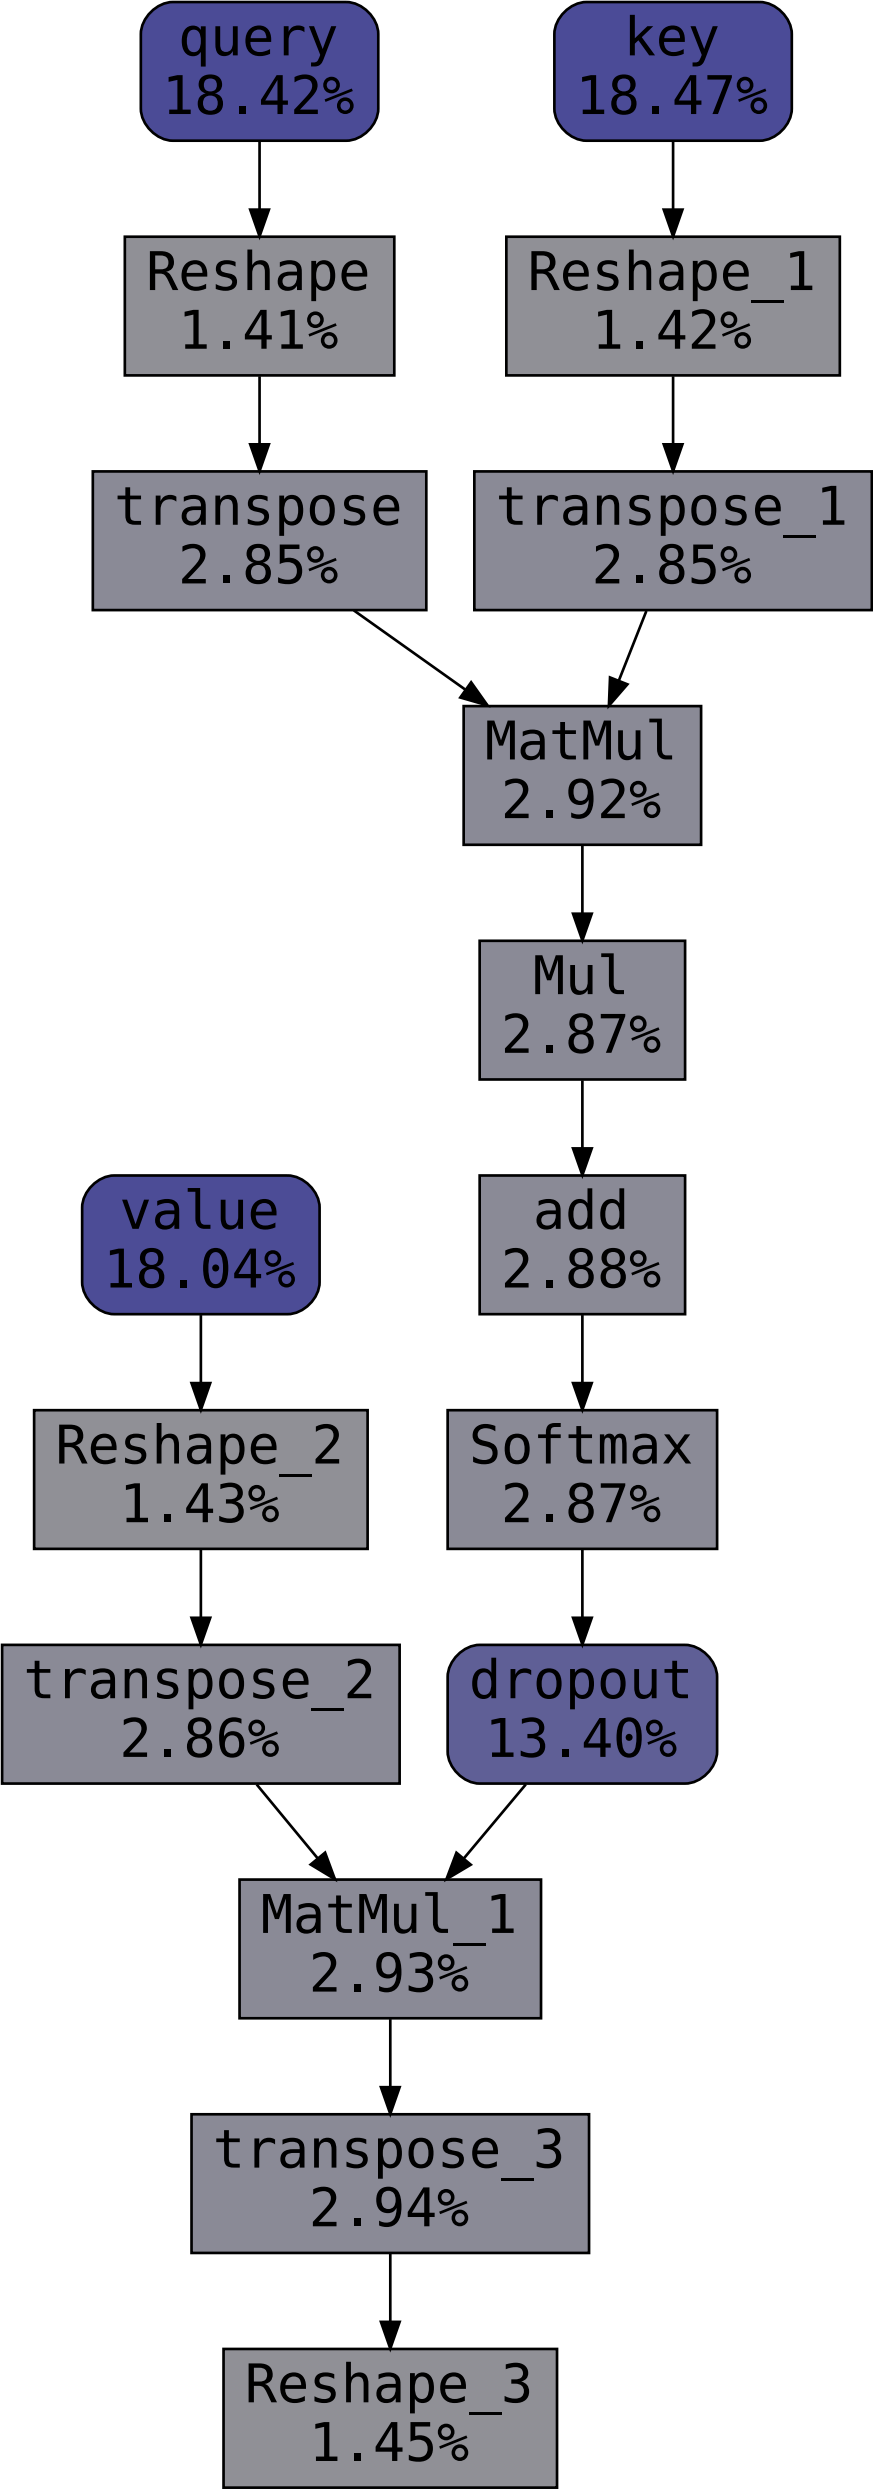 query
18.42%
key
18.47%
Reshape
1.41%
Reshape_1
1.42%
transpose
2.85%
transpose_1
2.85%
MatMul
2.92%
Mul
2.87%
value
18.04%
add
2.88%
Reshape_2
1.43%
Softmax
2.87%
transpose_2
2.86%
dropout
13.40%
MatMul_1
2.93%
transpose_3
2.94%
Reshape_3
1.45%